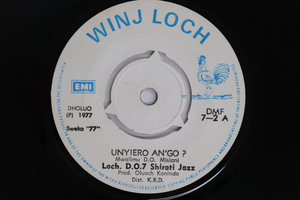 WINJ LOCH
EMI
DHOLUO
(P) 1977
Swako "77"
DMF
7-2 A
UNYIERO AN'GO ?
Mwalimu D.O. Misiani
Loch. D.O.7 Shirati Jazz
Prod. Oluoch Kanindo
Dist. K.R.D.